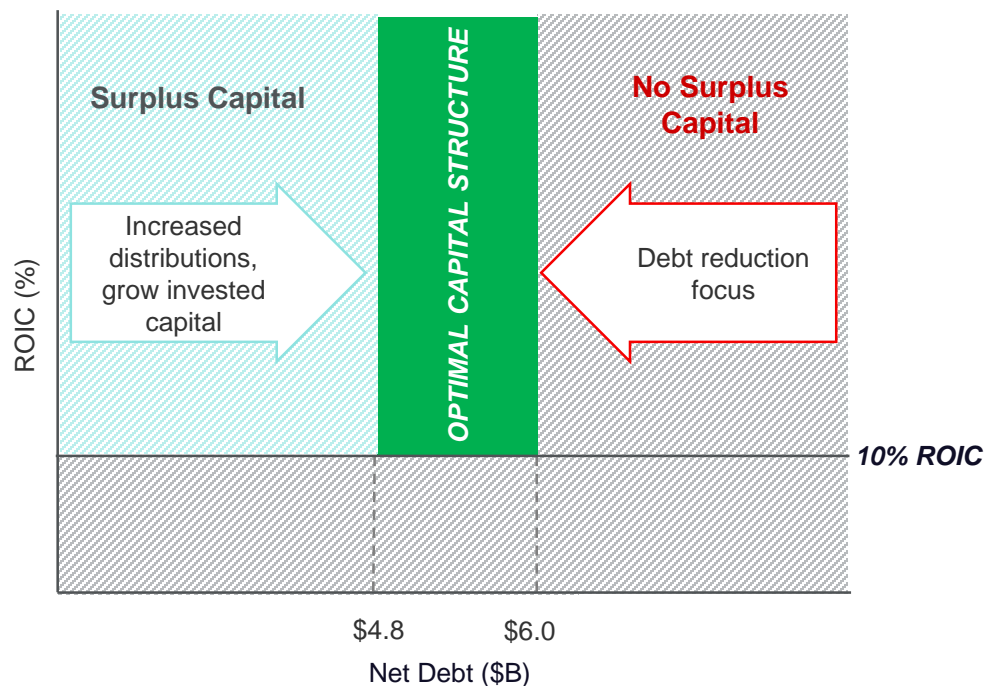 Surplus Capital
OPTIMAL CAPITAL STRUCTURE
No Surplus
Capital
Increased
distributions,
grow invested
capital
Debt reduction
focus
ROIC (%)
10% ROIC
$4.8
$6.0
Net Debt ($B)